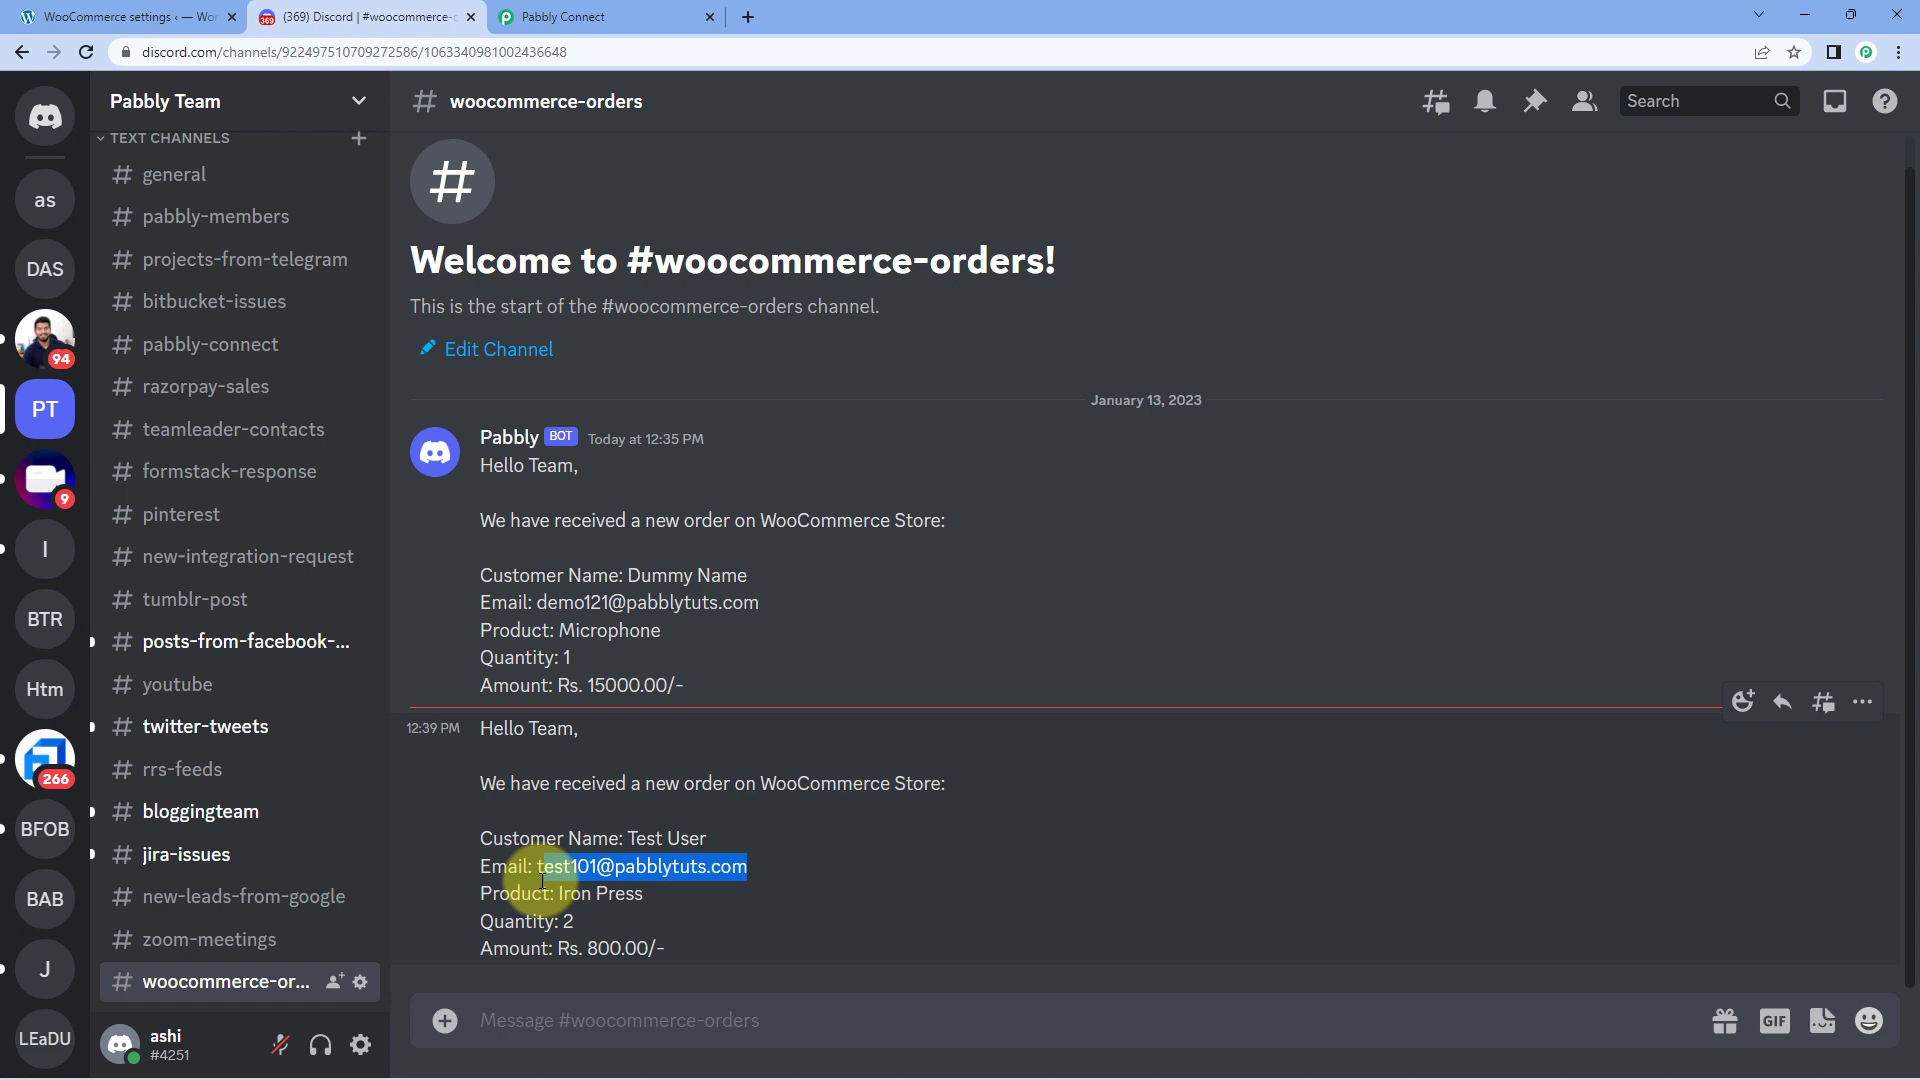 WooCommerce settings ‹ — Wor
(369) Discord | #woocommerce-c
Pabbly Connect
discord.com/channels/922497510709272586/1063340981002436648
Pabbly Team
TEXT CHANNELS
general
pabbly-members
projects-from-telegram
bitbucket-issues
pabbly-connect
razorpay-sales
teamleader-contacts
formstack-response
pinterest
new-integration-request
tumblr-post
posts-from-facebook-...
youtube
twitter-tweets
rrs-feeds
bloggingteam
jira-issues
new-leads-from-google
zoom-meetings
woocommerce-or...
as
DAS
94
PT
9
I
BTR
Htm
266
BFOB
BAB
J
LEaDU
ashi
#4251
woocommerce-orders
Search
Welcome to #woocommerce-orders!
This is the start of the #woocommerce-orders channel.
Edit Channel
January 13, 2023
Pabbly BOT Today at 12:35 PM
Hello Team,
We have received a new order on WooCommerce Store:
Customer Name: Dummy Name
Email: demo121@pabblytuts.com
Product: Microphone
Quantity: 1
Amount: Rs. 15000.00/-
12:39 PM Hello Team,
We have received a new order on WooCommerce Store:
Customer Name: Test User
Email: test101@pabblytuts.com
Product: Iron Press
Quantity: 2
Amount: Rs. 800.00/-
Message #woocommerce-orders
GIF